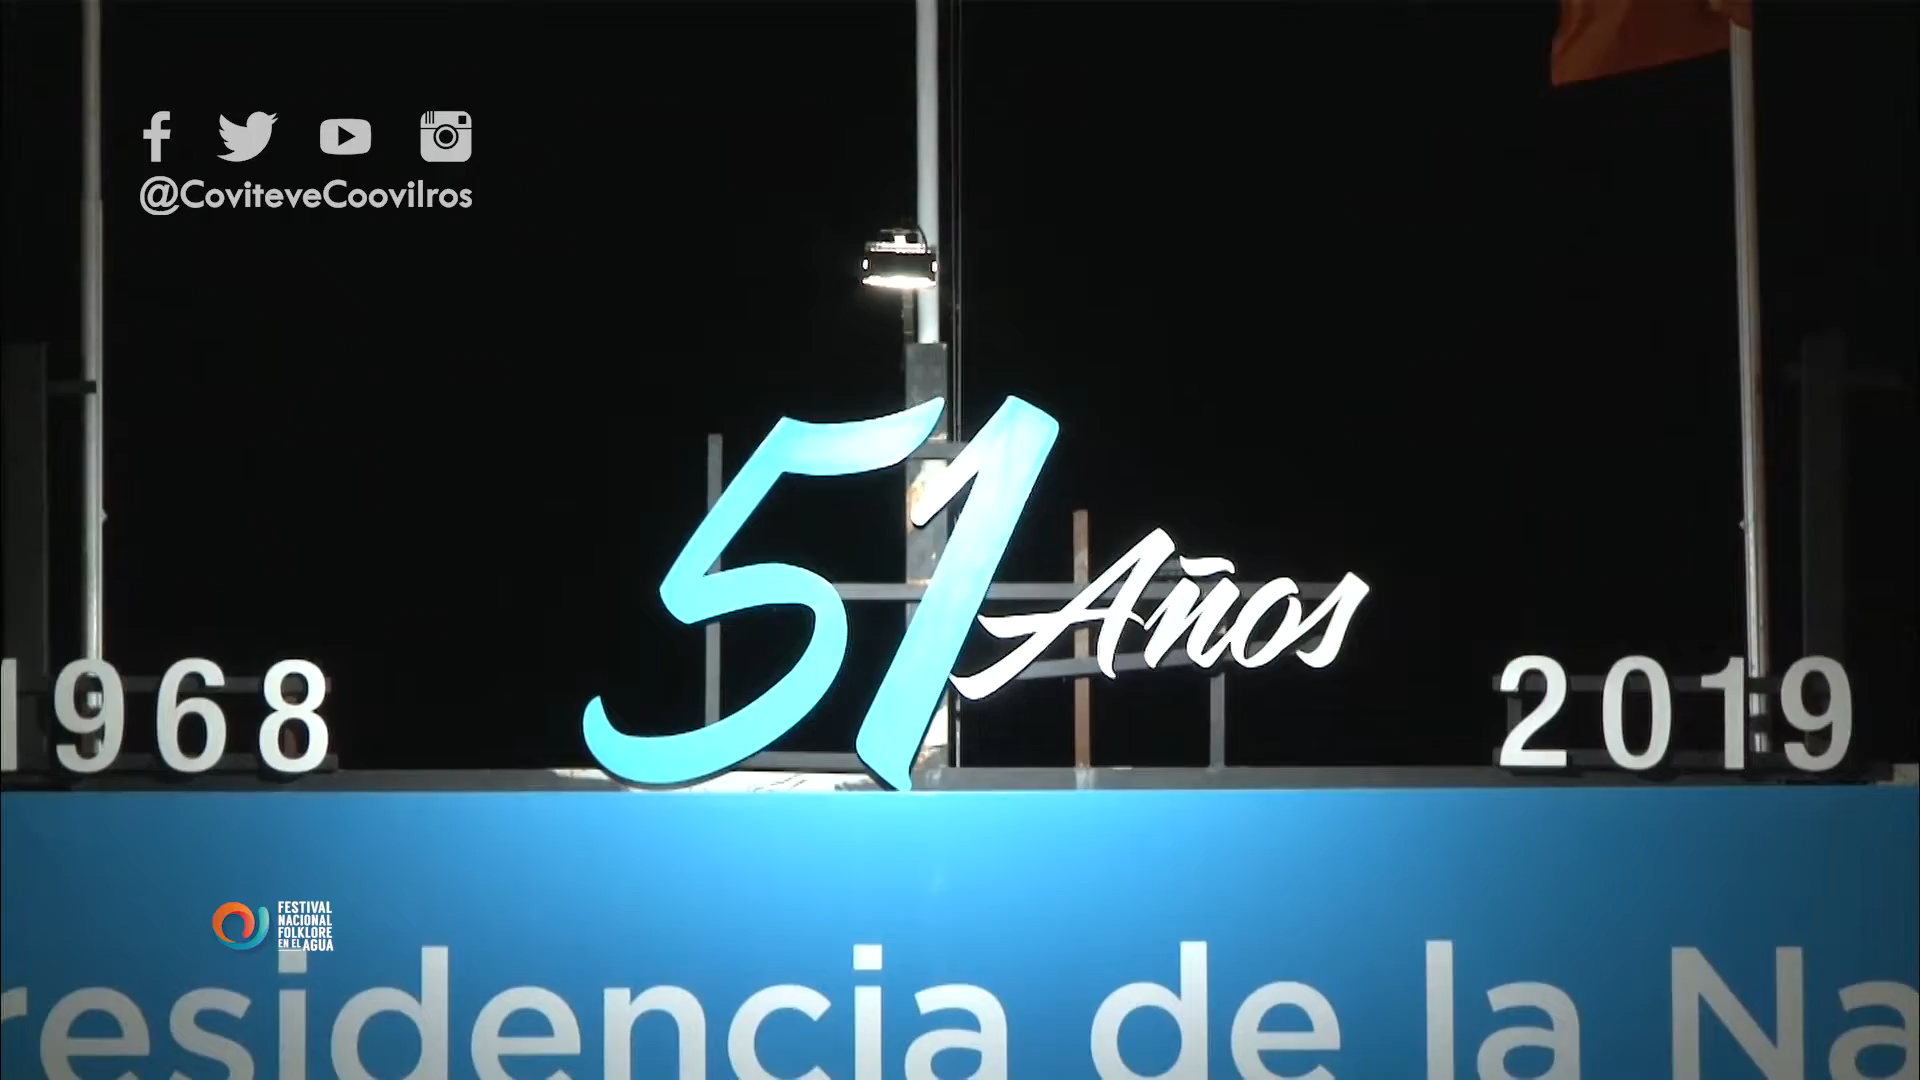 @CoviteveCoovilros
51 Años
1968
2019
FESTIVAL
NACIONAL
FOLKLORE
EN EL AGUA
residencia de la Na